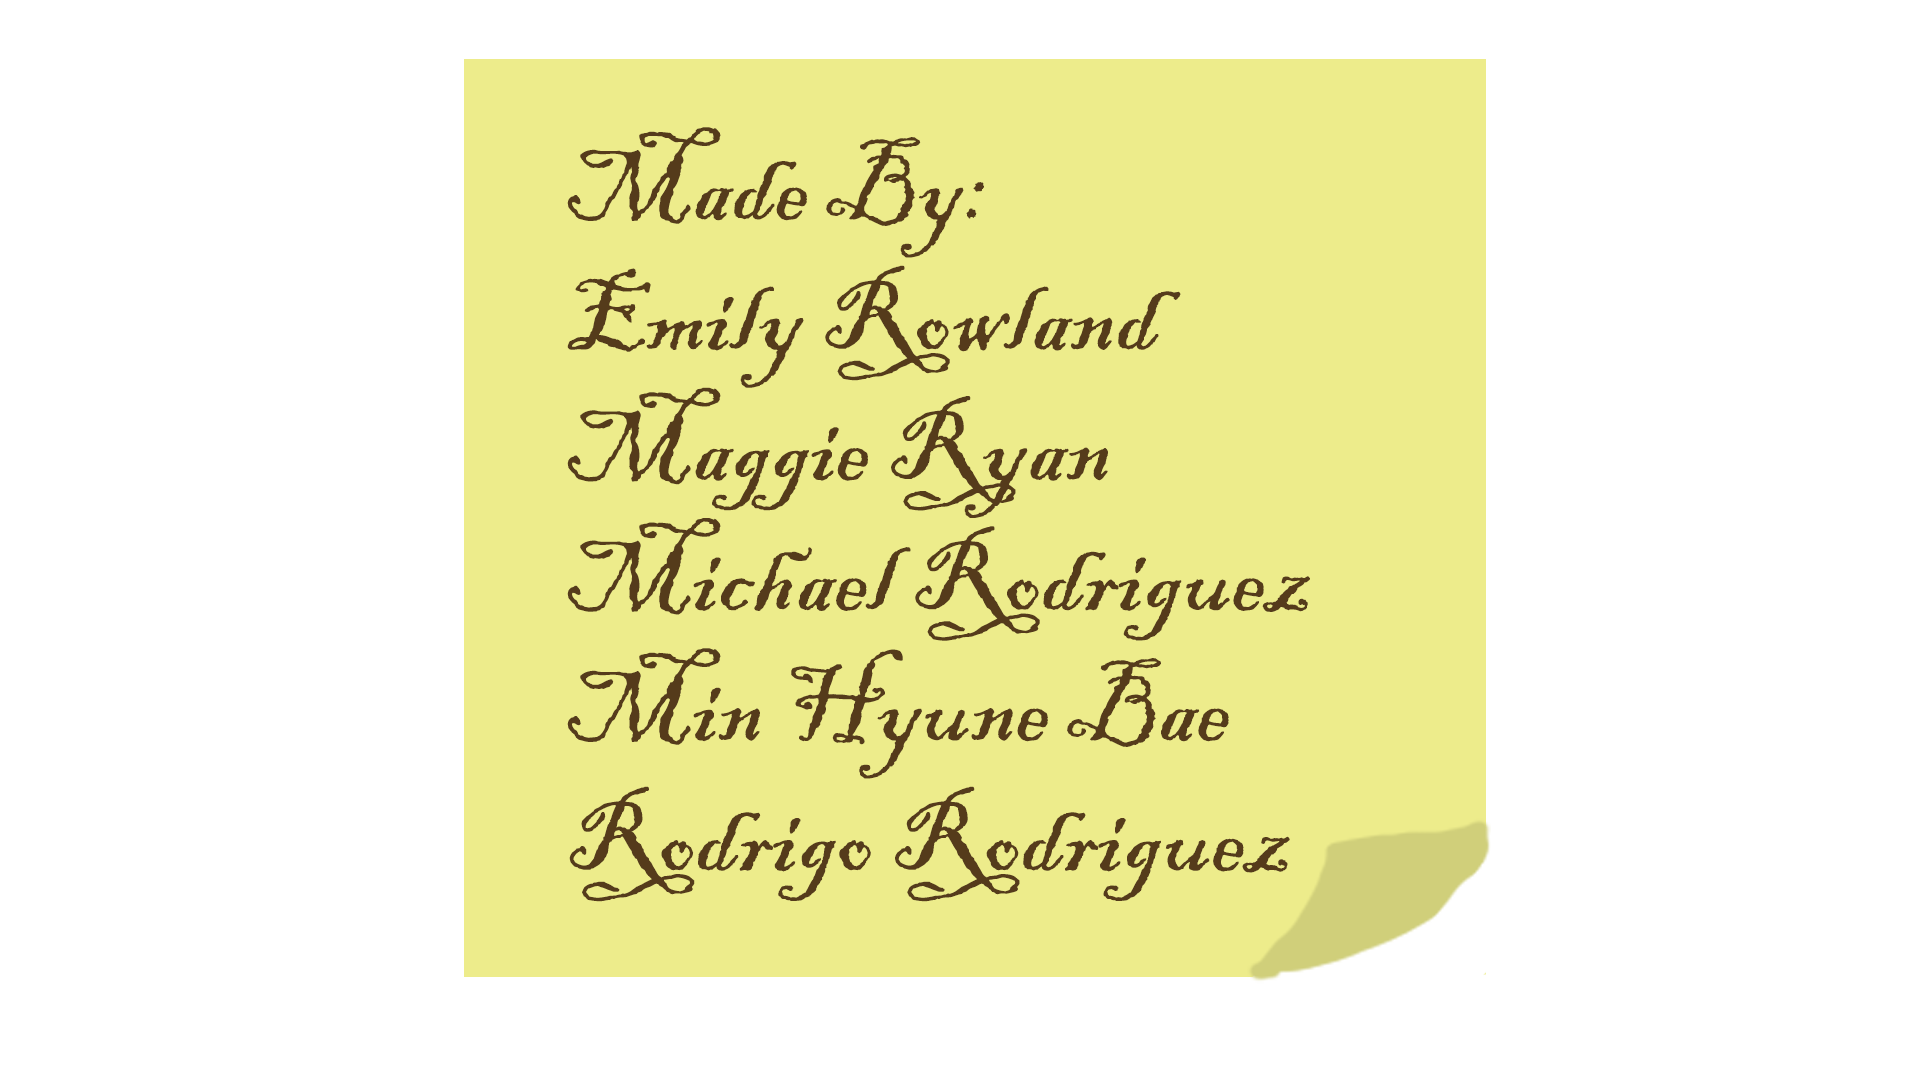 Made By:
Emily Rowland
Maggie Ryan
Michael Rodriguez
Min Hyune Bae
Rodrigo Rodriguez